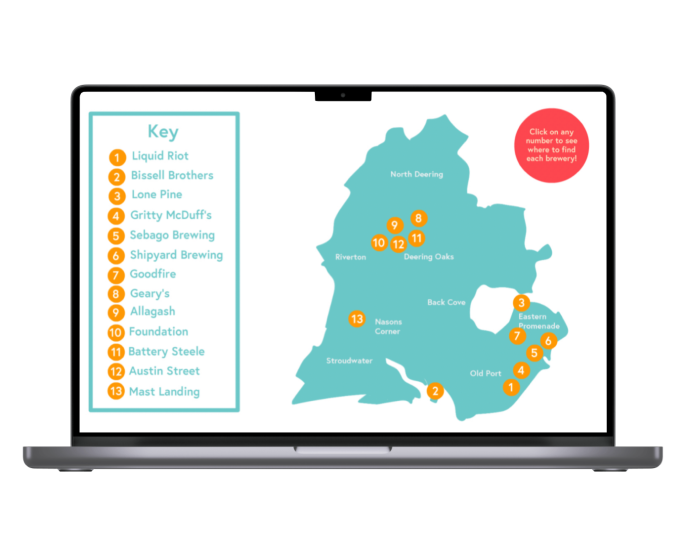 Key
1 Liquid Riot
2 Bissell Brothers
3 Lone Pine
4 Gritty McDuff's
5 Sebago Brewing
6 Shipyard Brewing
7 Goodfire
8 Geary's
9 Allagash
10 Foundation
11 Battery Steele
12 Austin Street
13 Mast Landing
Click on any
number to see
where to find
each brewery!
North Deering
8
9
11
10
12
Riverton
Deering Oaks
Back Cove
3
13
Nasons
Corner
Eastern
Promenade
7
6
5
Stroudwater
Old Port
4
2
1